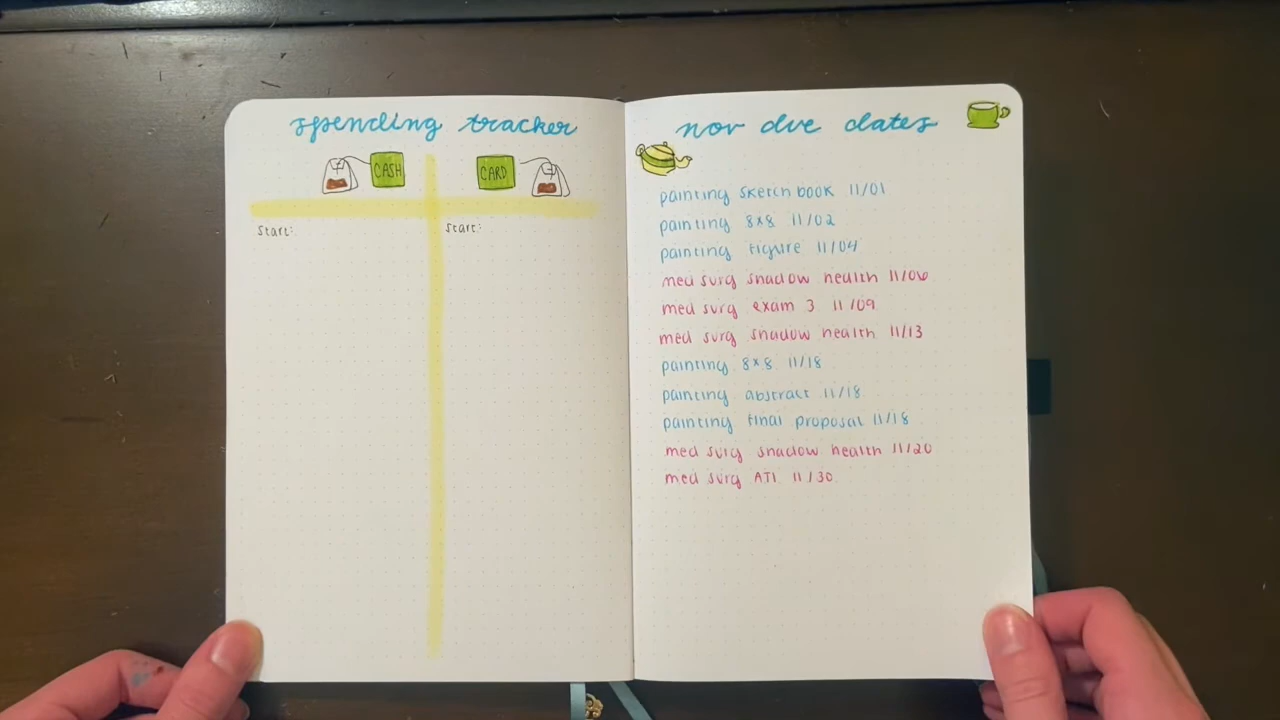 spending tracker
CASH
CARD
start:
start:
nov due dates
painting sketchbook 11/01
painting 8x8 11/02
painting figure 11/04
med surg shadow health 11/06
med surg exam 3 11/09
med surg shadow health 11/13
painting 8x8 11/18
painting abstract 11/18
painting final proposal 11/18
med surg shadow health 11/20
med surg ATI 11/30